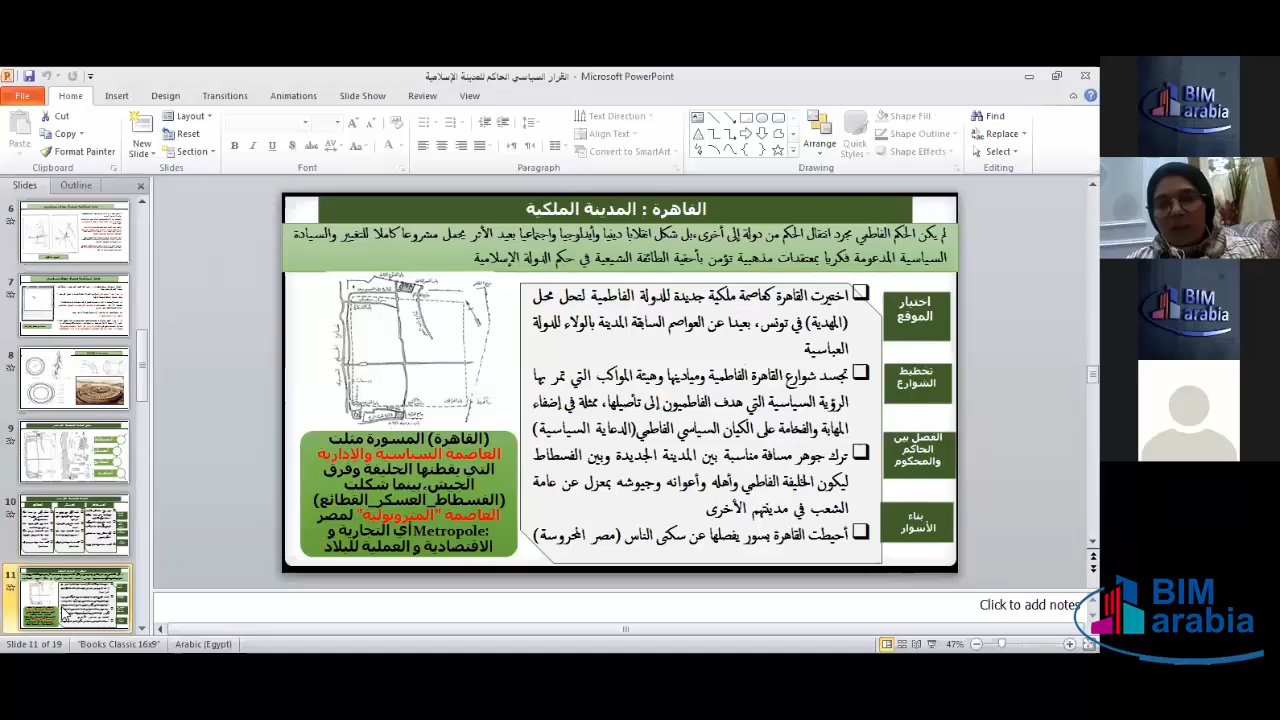 القرار السياسي الحاكم للمدينة الإسلامية - Microsoft PowerPoint
File Home Insert Design Transitions Slide Show Animations Review View
Paste
Cut
Copy
Format Painter
Clipboard
New Slide
Layout
Reset
Section
Slides
Font
Text Direction
Align Text
Convert to SmartArt
Paragraph
Arrange
Quick Styles
Shape Fill
Shape Outline
Shape Effects
Drawing
Find
Replace
Select
Editing
Slides Outline
6
7
8
9
10
11
القاهرة : المدينة الملكية
لم يكن الحكم الفاطمي مجرد انتقال الحكم من دولة إلى أخرى،بل شكل انقلابا دينيا وأيدلوجيا واجتماعيا بعيد الأثر يحمل مشروعا كاملا للتغيير والسيادة
السياسية المدعومة فكريا بمعتقدات مذهبية تؤمن بأحقية الطائفة الشيعية في حكم الدولة الإسلامية
اختيار الموقع
اختيرت القاهرة كعاصمة ملكية جديدة للدولة الفاطمية لتحل محل
(المهدية) في تونس، بعيدا عن العواصم السابقة المدينة بالولاء للدولة
العباسية
تخطيط الشوارع
تجسد شوارع القاهرة الفاطمية وميادينها وهيئة المواكب التي تمر بها
الرؤية السياسية التي هدف الفاطميون إلى تأصيلها، ممثلة في إضفاء
المهابة والفخامة على الكيان السياسي الفاطمي(الدعاية السياسية)
الفصل بين الحاكم والمحكوم
ترك جوهر مسافة مناسبة بين المدينة الجديدة وبين الفسطاط
ليكون الخليفة الفاطمي وأهله وأعوانه وجيوشه بمعزل عن عامة
الشعب في مدينتهم الأخرى
بناء الأسوار
أحيطت القاهرة بسور يفصلها عن سكنى الناس (مصر المحروسة)
(القاهرة) المسورة مثلت
العاصمة السياسية والإدارية
التي يقطنها الخليفة وفرق
الجيش،بينما شكلت
(الفسطاط_العسكر_القطائع)
العاصمة "المتروبولية" لمصر
Metropole: أي التجارية و
الاقتصادية و العملية للبلاد
Click to add notes
Slide 11 of 19
"Books Classic 16x9"
Arabic (Egypt)
47%
BIM arabia
BIM arabia
BIM arabia